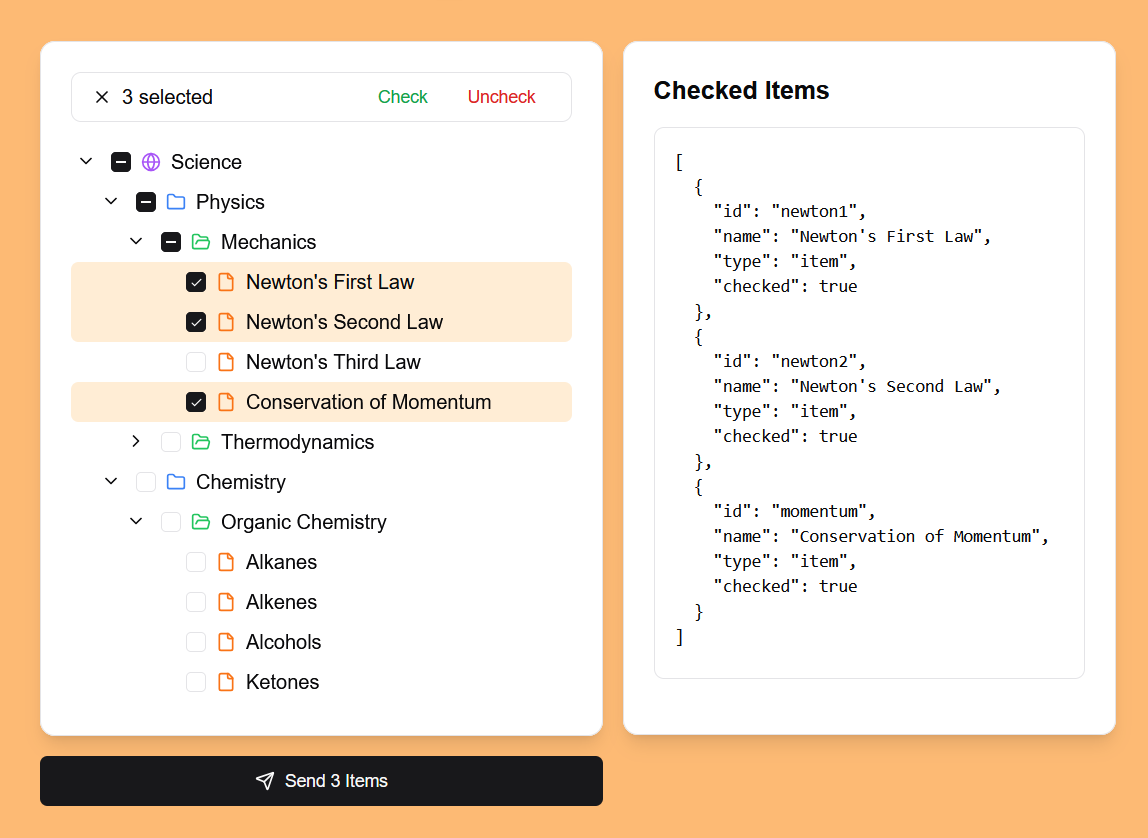 3 selected Check Uncheck
Science
Physics
Mechanics
Newton's First Law
Newton's Second Law
Newton's Third Law
Conservation of Momentum
Thermodynamics
Chemistry
Organic Chemistry
Alkanes
Alkenes
Alcohols
Ketones
Send 3 Items
Checked Items
[
  {
    "id": "newton1",
    "name": "Newton's First Law",
    "type": "item",
    "checked": true
  },
  {
    "id": "newton2",
    "name": "Newton's Second Law",
    "type": "item",
    "checked": true
  },
  {
    "id": "momentum",
    "name": "Conservation of Momentum",
    "type": "item",
    "checked": true
  }
]